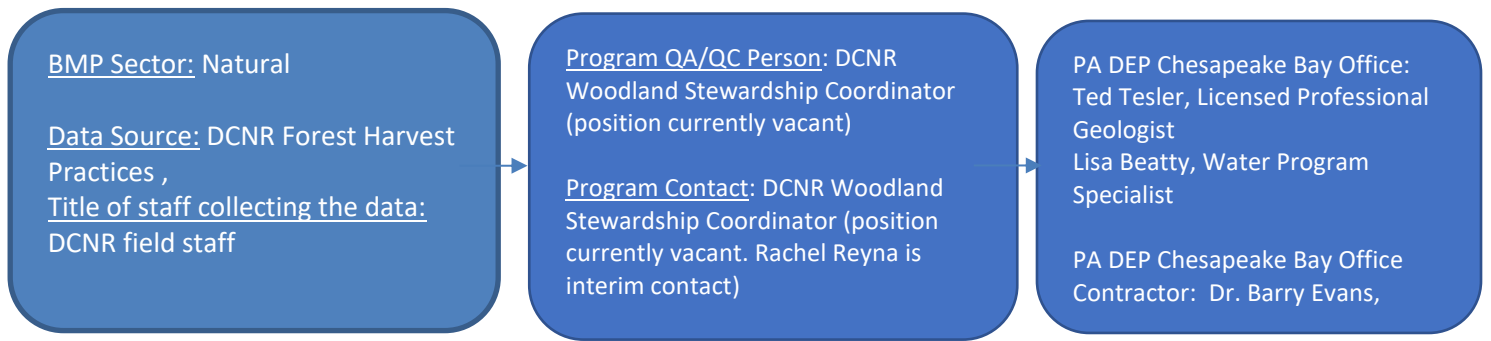 BMP Sector: Natural
Data Source: DCNR Forest Harvest
Practices ,
Title of staff collecting the data:
DCNR field staff
Program QA/QC Person: DCNR
Woodland Stewardship Coordinator
(position currently vacant)
Program Contact: DCNR Woodland
Stewardship Coordinator (position
currently vacant. Rachel Reyna is
interim contact)
PA DEP Chesapeake Bay Office:
Ted Tesler, Licensed Professional
Geologist
Lisa Beatty, Water Program
Specialist
PA DEP Chesapeake Bay Office
Contractor:  Dr. Barry Evans,